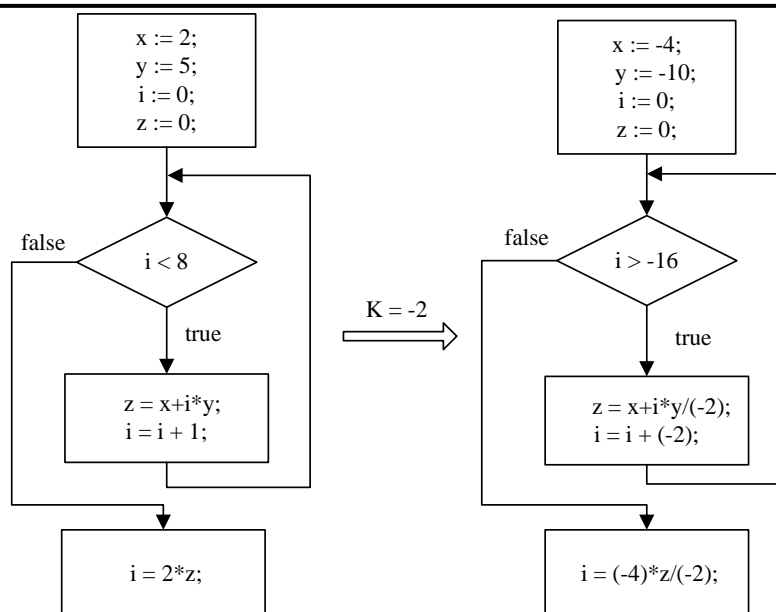 x := 2;
y := 5;
i := 0;
z := 0;
false
i < 8
true
z = x+i*y;
i = i + 1;
i = 2*z;
K = -2
x := -4;
y := -10;
i := 0;
z := 0;
false
i > -16
true
z = x+i*y/(-2);
i = i + (-2);
i = (-4)*z/(-2);